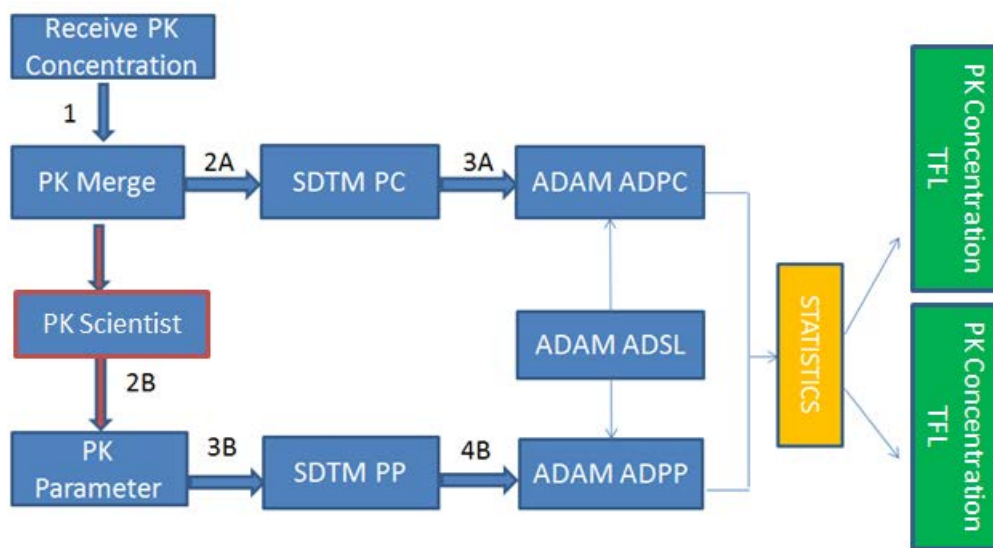 Receive PK
Concentration
1
PK Merge
2A
SDTM PC
3A
ADAM ADPC
PK Scientist
2B
ADAM ADSL
PK
Parameter
3B
SDTM PP
4B
ADAM ADPP
STATISTICS
PK Concentration
TFL
PK Concentration
TFL